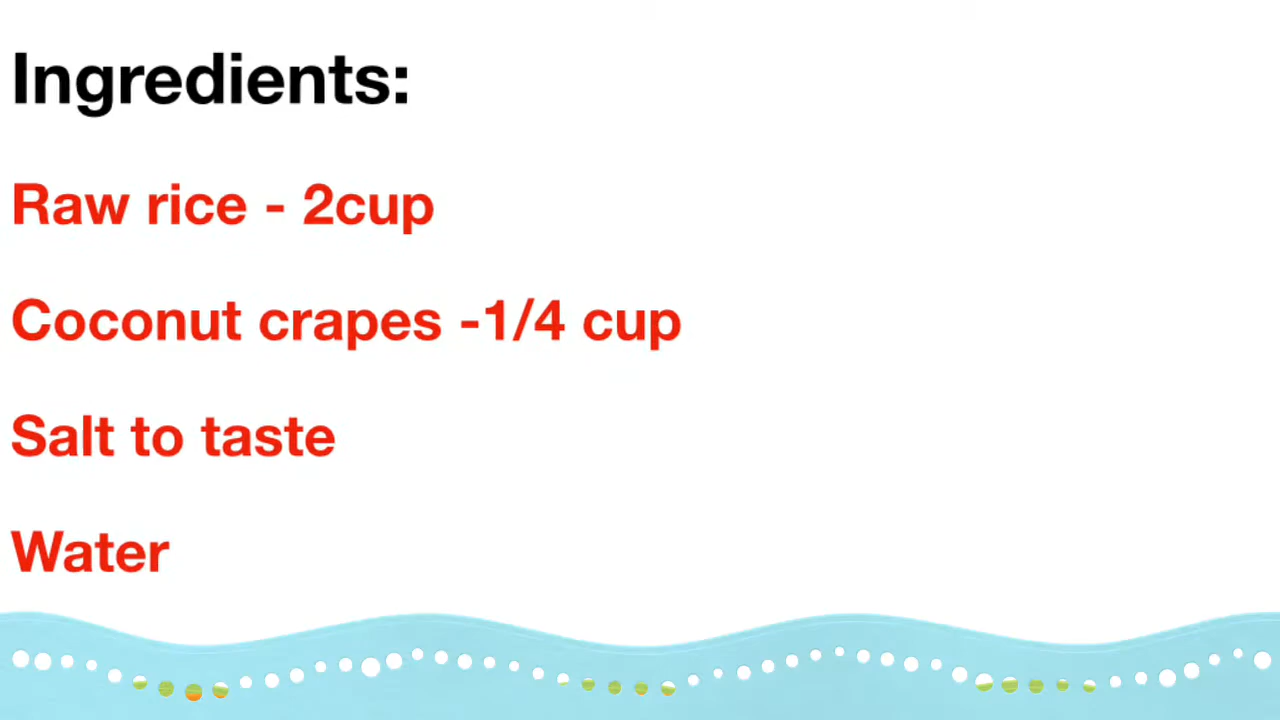 Ingredients:
Raw rice - 2cup
Coconut crapes -1/4 cup
Salt to taste
Water